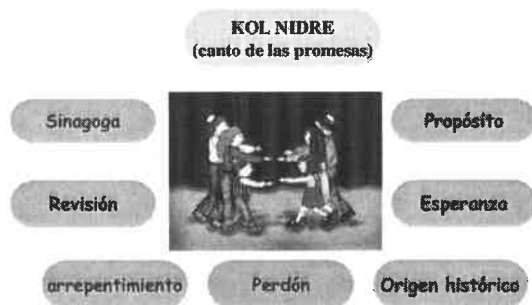 KOL NIDRE
(canto de las promesas)
Sinagoga
Propósito
Revisión
Esperanza
arrepentimiento
Perdón
Origen histórico